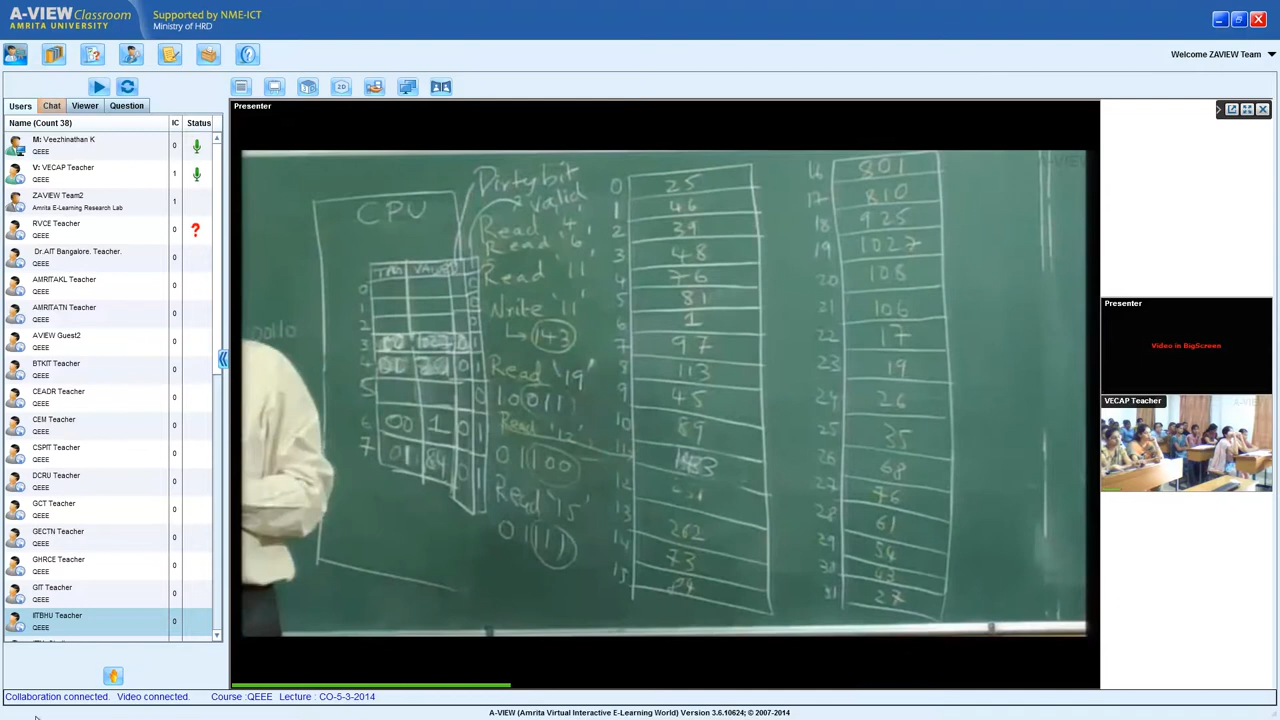 A-VIEW Classroom
AMRITA UNIVERSITY
Supported by NME-ICT
Ministry of HRD
Welcome ZAVIEW Team
Users Chat Viewer Question
Name (Count 38) IC Status
M: Veezhinathan K
QEEE 0
V: VECAP Teacher
QEEE 1
ZAVIEW Team2
Amrita E-Learning Research Lab 1
RVCE Teacher
QEEE 0 ?
Dr.AIT Bangalore. Teacher.
QEEE 0
AMRITAKL Teacher
QEEE 0
AMRITATN Teacher
QEEE 0
AVIEW Guest2
QEEE 0
BTKIT Teacher
QEEE 0
CEADR Teacher
QEEE 0
CEM Teacher
QEEE 0
CSPIT Teacher
QEEE 0
DCRU Teacher
QEEE 0
GCT Teacher
QEEE 0
GECTN Teacher
QEEE 0
GHRCE Teacher
QEEE 0
GIT Teacher
QEEE 0
IITBHU Teacher
QEEE 0
Presenter
CPU
Dirty bit
valid
Read '4'
Read '6'
Read '11'
Write '11'
143
Read '19'
10011
Read '12'
01100
Read '15'
01111
0 25
1 46
2 39
3 48
4 76
5 81
6 1
7 97
8 113
9 45
10 89
11
12
13 262
14 73
15
16 801
17 810
18 925
19 1027
20 108
21 106
22 17
23 19
24 26
25 35
26 68
27 76
28 61
29 54
30 43
31 27
Presenter
Video in BigScreen
VECAP Teacher
Collaboration connected. Video connected. Course :QEEE Lecture : CO-5-3-2014
A-VIEW (Amrita Virtual Interactive E-Learning World) Version 3.6.10624; © 2007-2014